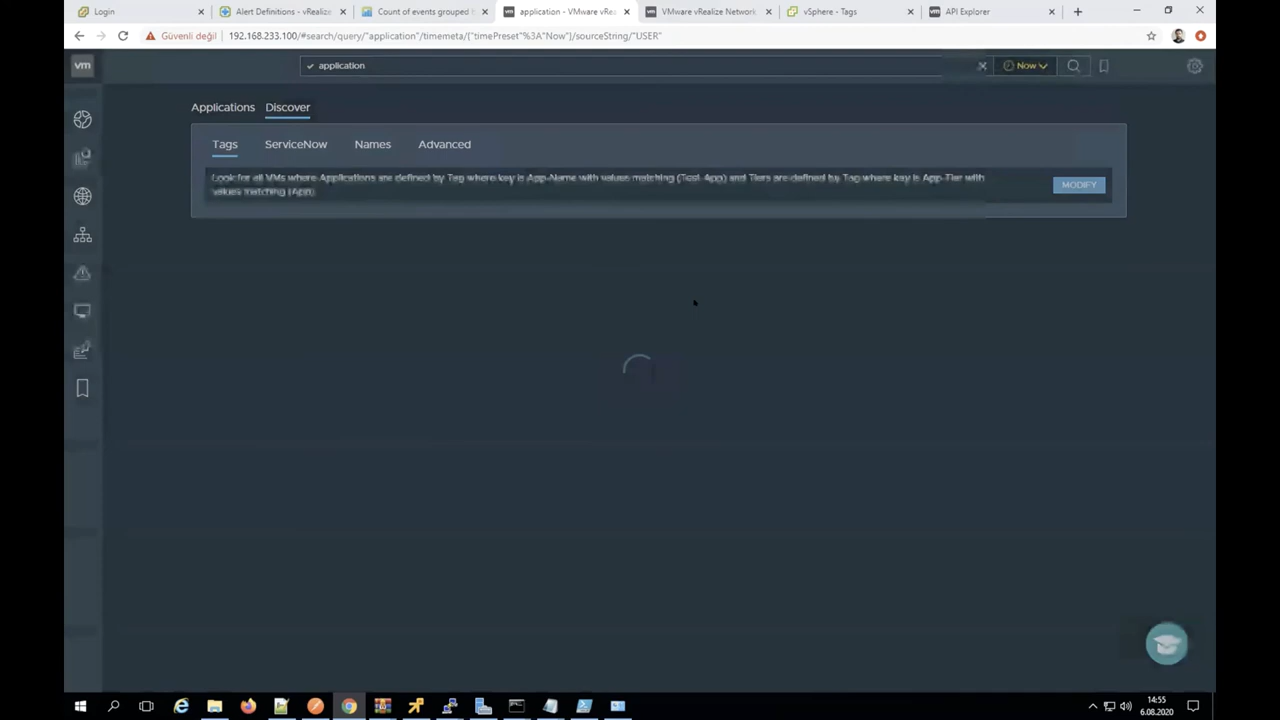 Login
Alert Definitions - vRealize
Count of events grouped
application - VMware vRea
VMware vRealize Network
vSphere - Tags
API Explorer
Güvenli değil
192.168.233.100/#search/query/"application"/timemeta/{"timePreset"%3A"Now"}/sourceString/"USER"
vm
application
Now
Applications Discover
Tags ServiceNow Names Advanced
Look for all VMs where Applications are defined by Tag where key is App-Name with values matching (Test-App) and Tiers are defined by Tag where key is App-Tier with
values matching (App)
MODIFY
14:55
6.08.2020